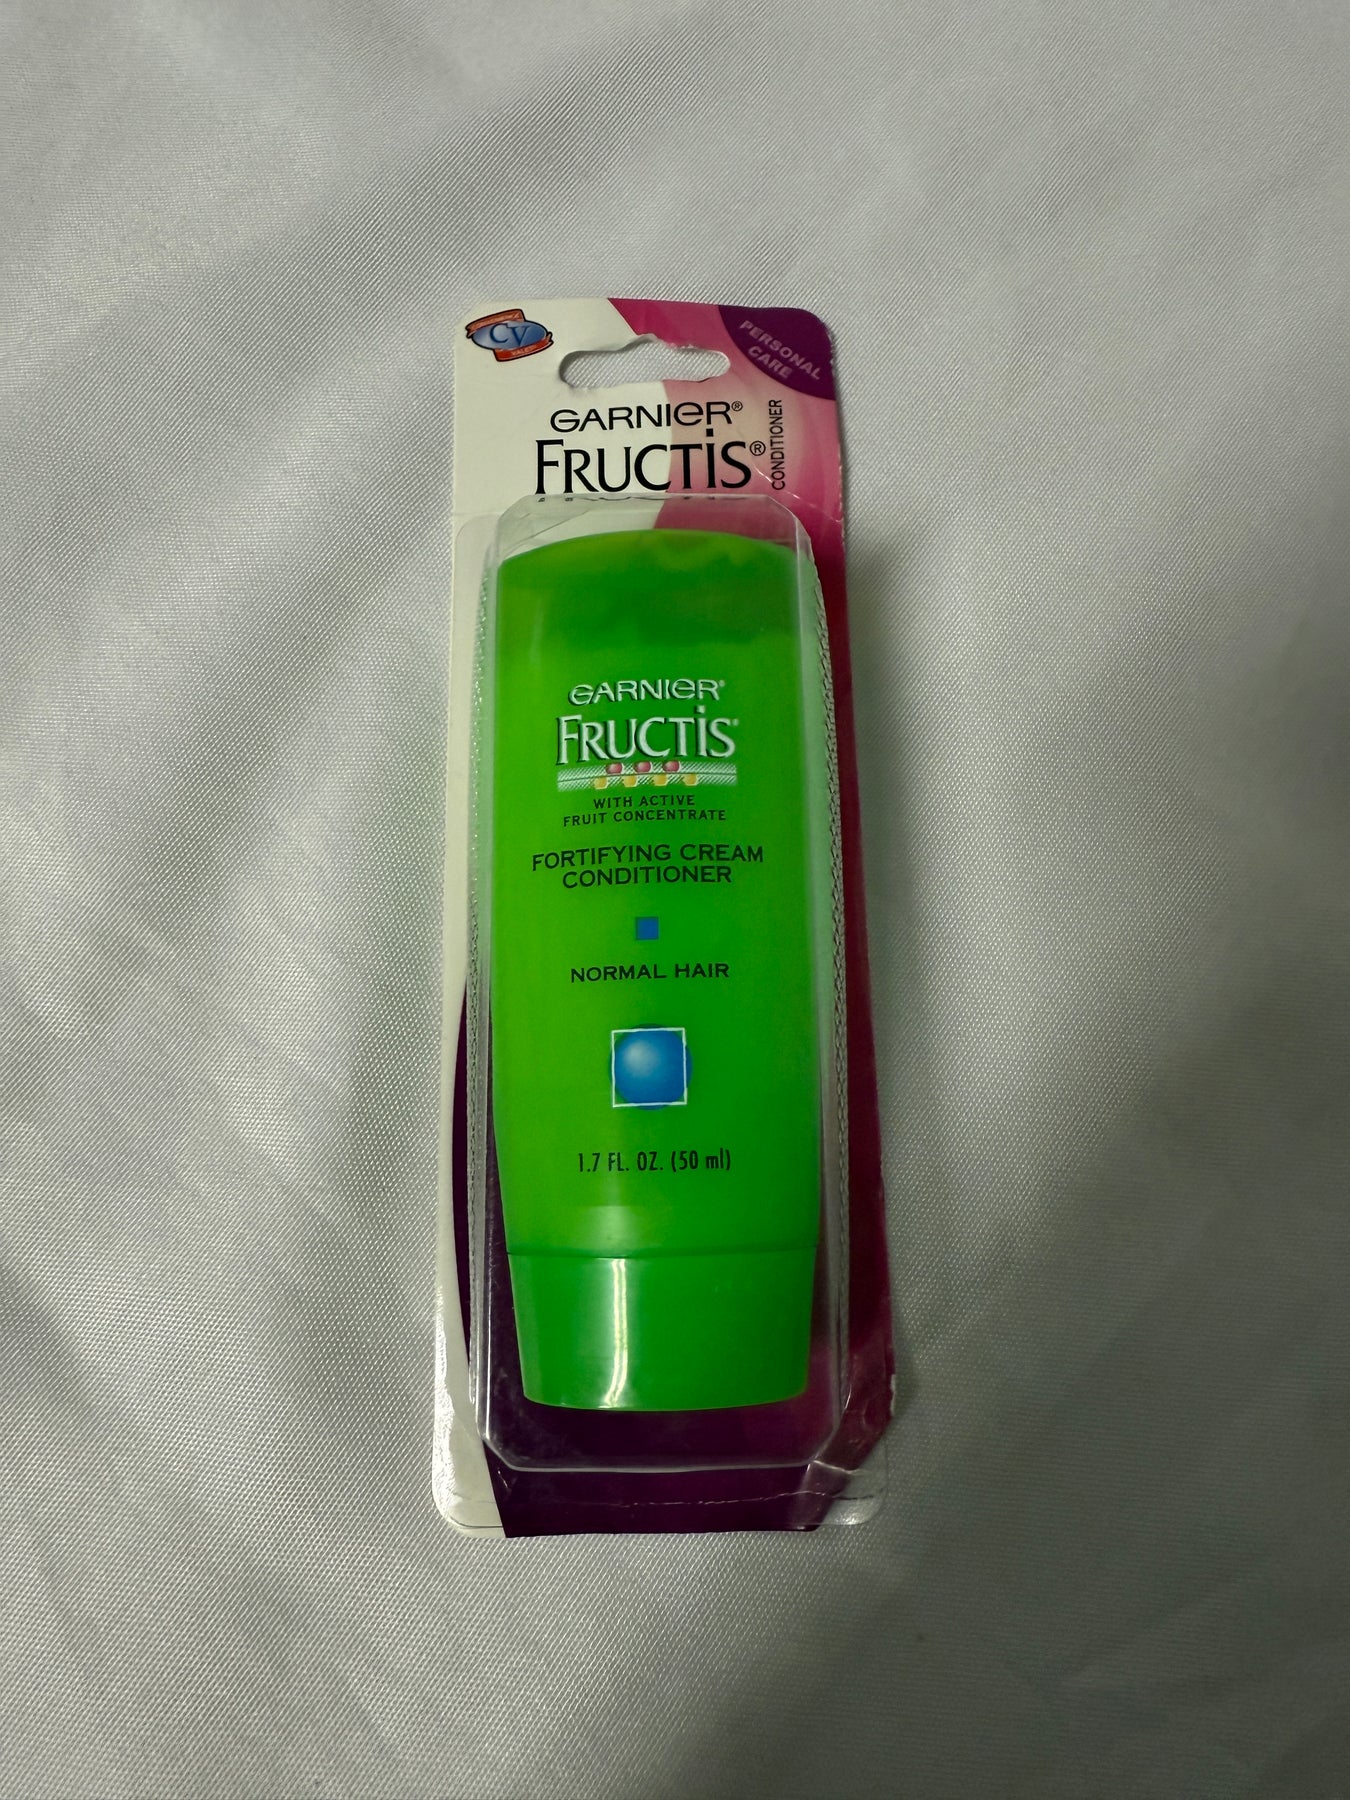 CV
PERSONAL
CARE
GARNIER®
FRUCTIS®
CONDITIONER
GARNIER®
FRUCTIS®
WITH ACTIVE
FRUIT CONCENTRATE
FORTIFYING CREAM
CONDITIONER
NORMAL HAIR
1.7 FL. OZ. (50 ml)